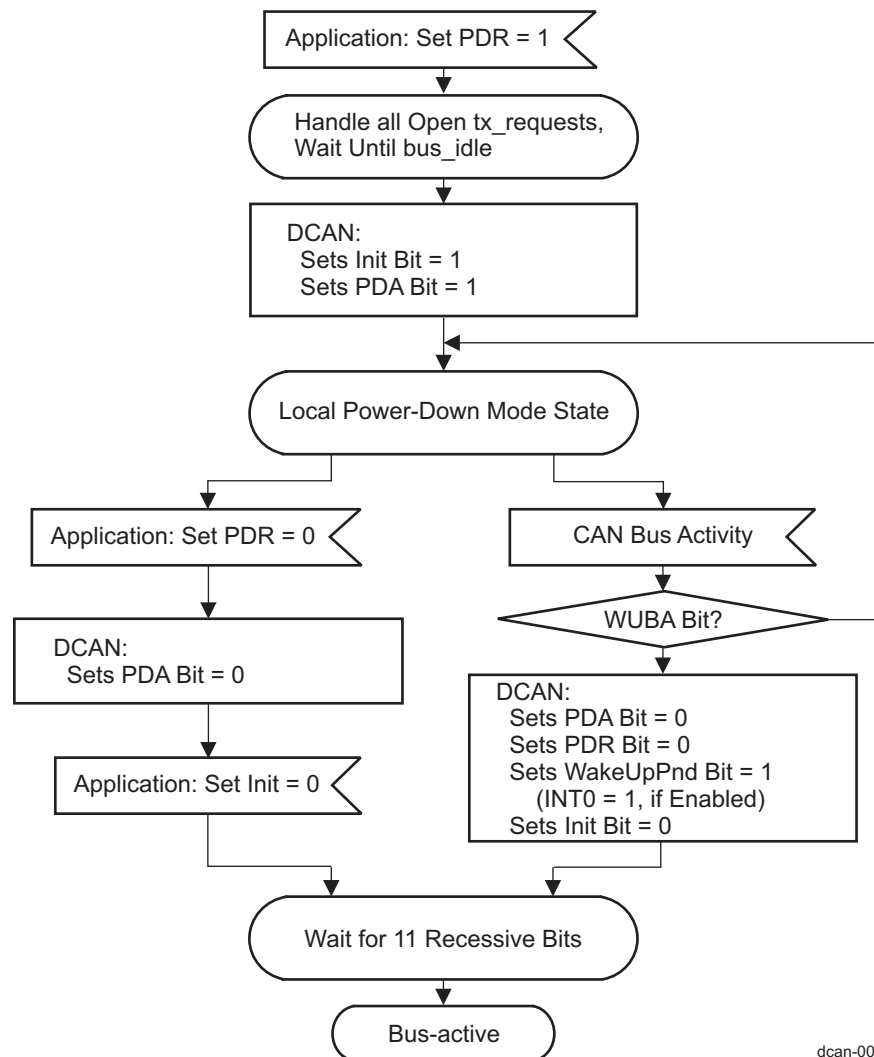 Application: Set PDR = 1
Handle all Open tx_requests,
Wait Until bus_idle
DCAN:
Sets Init Bit = 1
Sets PDA Bit = 1
Local Power-Down Mode State
Application: Set PDR = 0
CAN Bus Activity
WUBA Bit?
DCAN:
Sets PDA Bit = 0
DCAN:
Sets PDA Bit = 0
Sets PDR Bit = 0
Sets WakeUpPnd Bit = 1
(INT0 = 1, if Enabled)
Sets Init Bit = 0
Application: Set Init = 0
Wait for 11 Recessive Bits
Bus-active
dcan-00